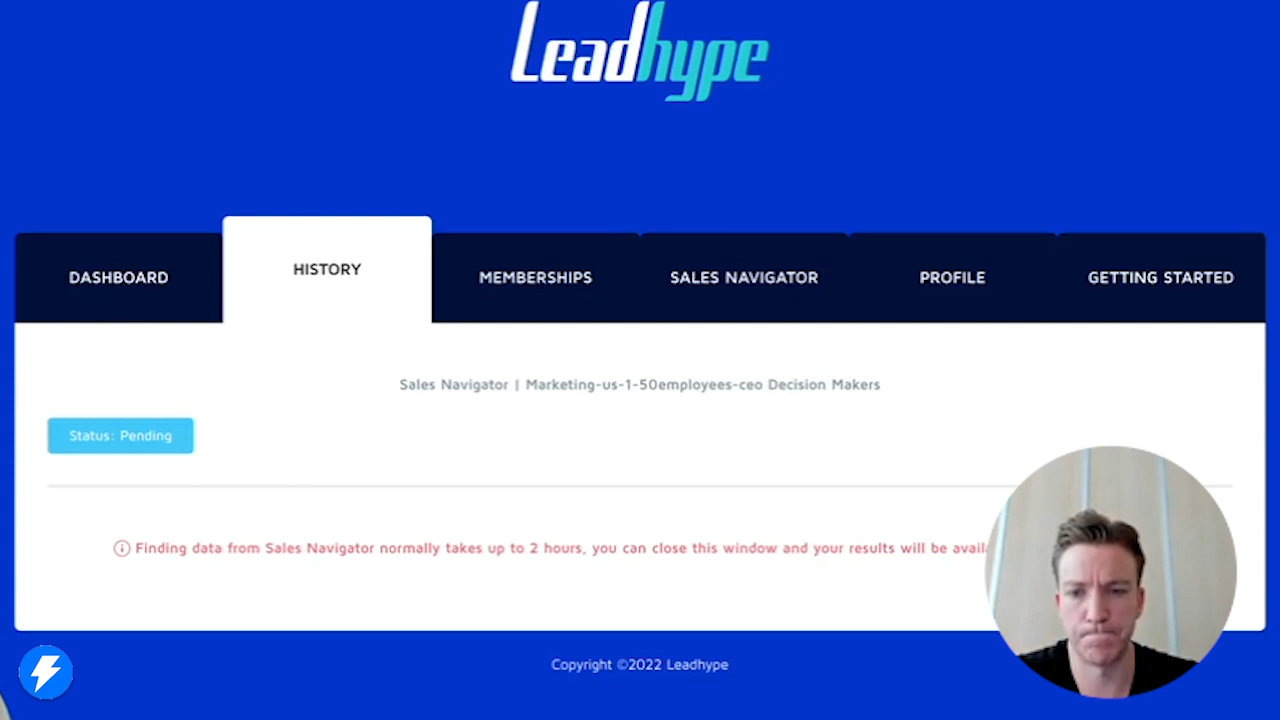 Leadhype
DASHBOARD
HISTORY
MEMBERSHIPS
SALES NAVIGATOR
PROFILE
GETTING STARTED
Sales Navigator | Marketing-us-1-50employees-ceo Decision Makers
Status: Pending
Finding data from Sales Navigator normally takes up to 2 hours, you can close this window and your results will be
Copyright ©2022 Leadhype